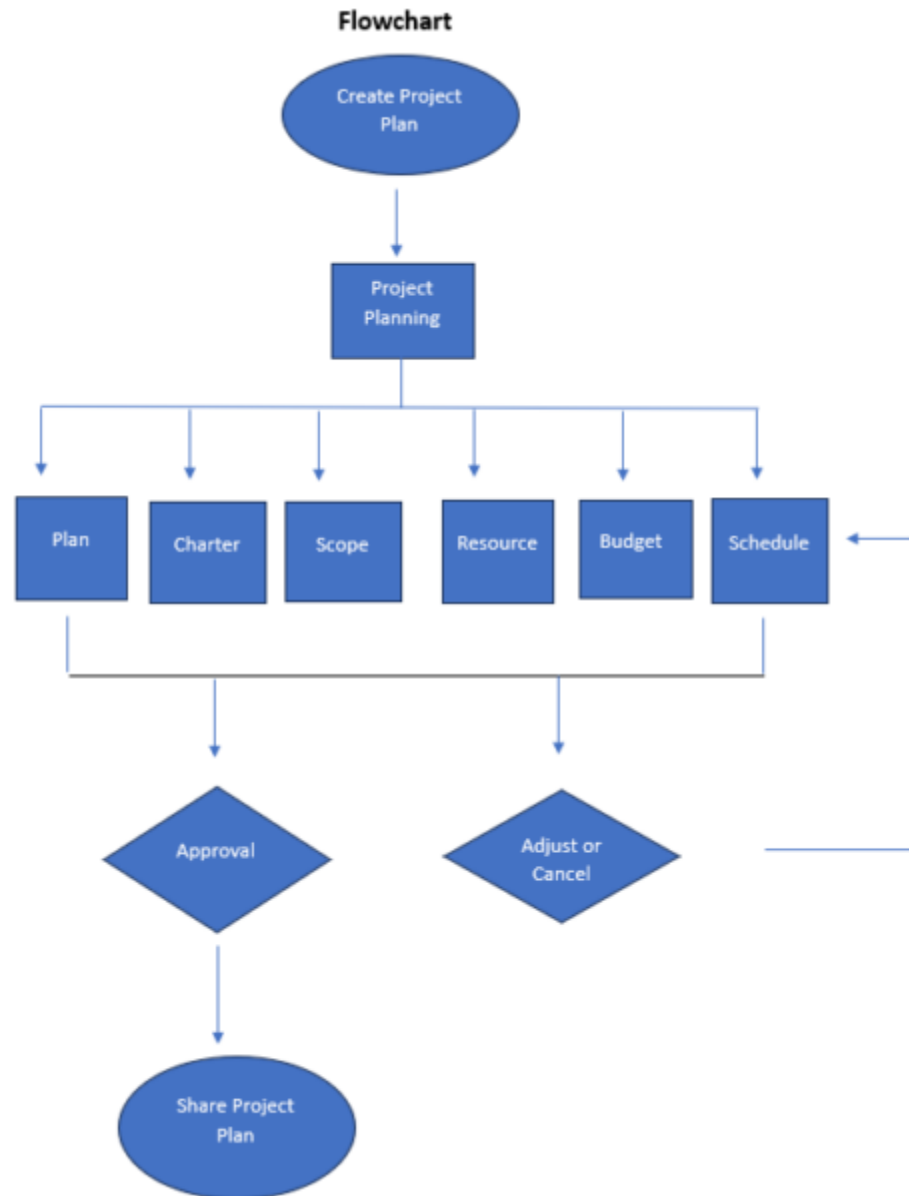 Flowchart
Create Project
Plan
Project
Planning
Plan
Charter
Scope
Resource
Budget
Schedule
Approval
Adjust or
Cancel
Share Project
Plan